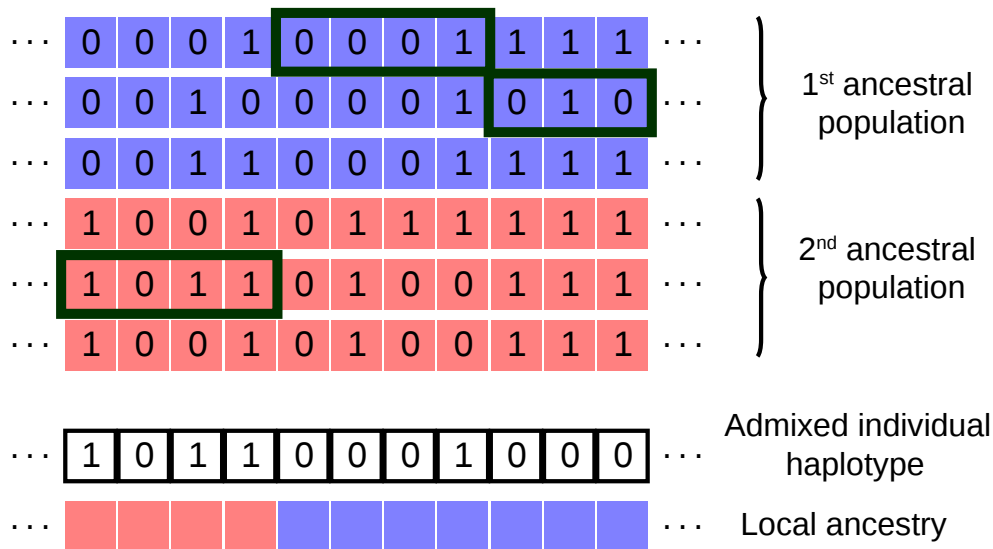 ··· 0 0 0 1 0 0 0 1 1 1 1 ···
··· 0 0 1 0 0 0 0 1 0 1 0 ···
··· 0 0 1 1 0 0 0 1 1 1 1 ···
1st ancestral
population
··· 1 0 0 1 0 1 1 1 1 1 1 ···
··· 1 0 1 1 0 1 0 0 1 1 1 ···
··· 1 0 0 1 0 1 0 0 1 1 1 ···
2nd ancestral
population
··· 1 0 1 1 0 0 0 1 0 0 0 ···
Admixed individual
haplotype
··· ··· Local ancestry